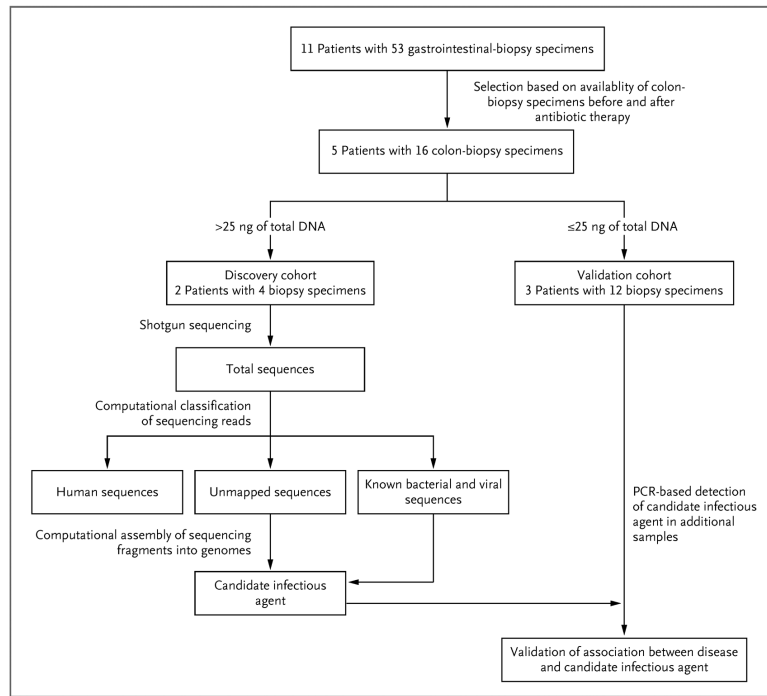 11 Patients with 53 gastrointestinal-biopsy specimens
Selection based on availablity of colon-
biopsy specimens before and after
antibiotic therapy
5 Patients with 16 colon-biopsy specimens
>25 ng of total DNA
≤25 ng of total DNA
Discovery cohort
2 Patients with 4 biopsy specimens
Validation cohort
3 Patients with 12 biopsy specimens
Shotgun sequencing
Total sequences
Computational classification
of sequencing reads
Human sequences
Unmapped sequences
Known bacterial and viral
sequences
PCR-based detection
of candidate infectious
agent in additional
samples
Computational assembly of sequencing
fragments into genomes
Candidate infectious
agent
Validation of association between disease
and candidate infectious agent